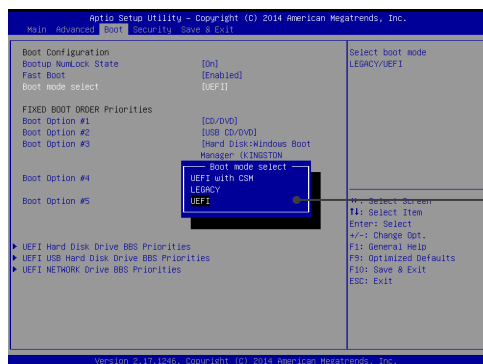 Aptio Setup Utility – Copyright (C) 2014 American Megatrends, Inc.
Main Advanced Boot Security Save & Exit
Boot Configuration
Bootup NumLock State [On]
Fast Boot [Enabled]
Boot mode select [UEFI]
FIXED BOOT ORDER Priorities
Boot Option #1 [CD/DVD]
Boot Option #2 [USB CD/DVD]
Boot Option #3 [Hard Disk:Windows Boot
Manager (KINGSTON
Boot mode select
UEFI with CSM
LEGACY
UEFI
Boot Option #4
Boot Option #5
▶ UEFI Hard Disk Drive BBS Priorities
▶ UEFI USB Hard Disk Drive BBS Priorities
▶ UEFI NETWORK Drive BBS Priorities
Select boot mode
LEGACY/UEFI
↔: Select Screen
↑↓: Select Item
Enter: Select
+/-: Change Opt.
F1: General Help
F9: Optimized Defaults
F10: Save & Exit
ESC: Exit
Version 2.17.1246. Copyright (C) 2014 American Megatrends, Inc.